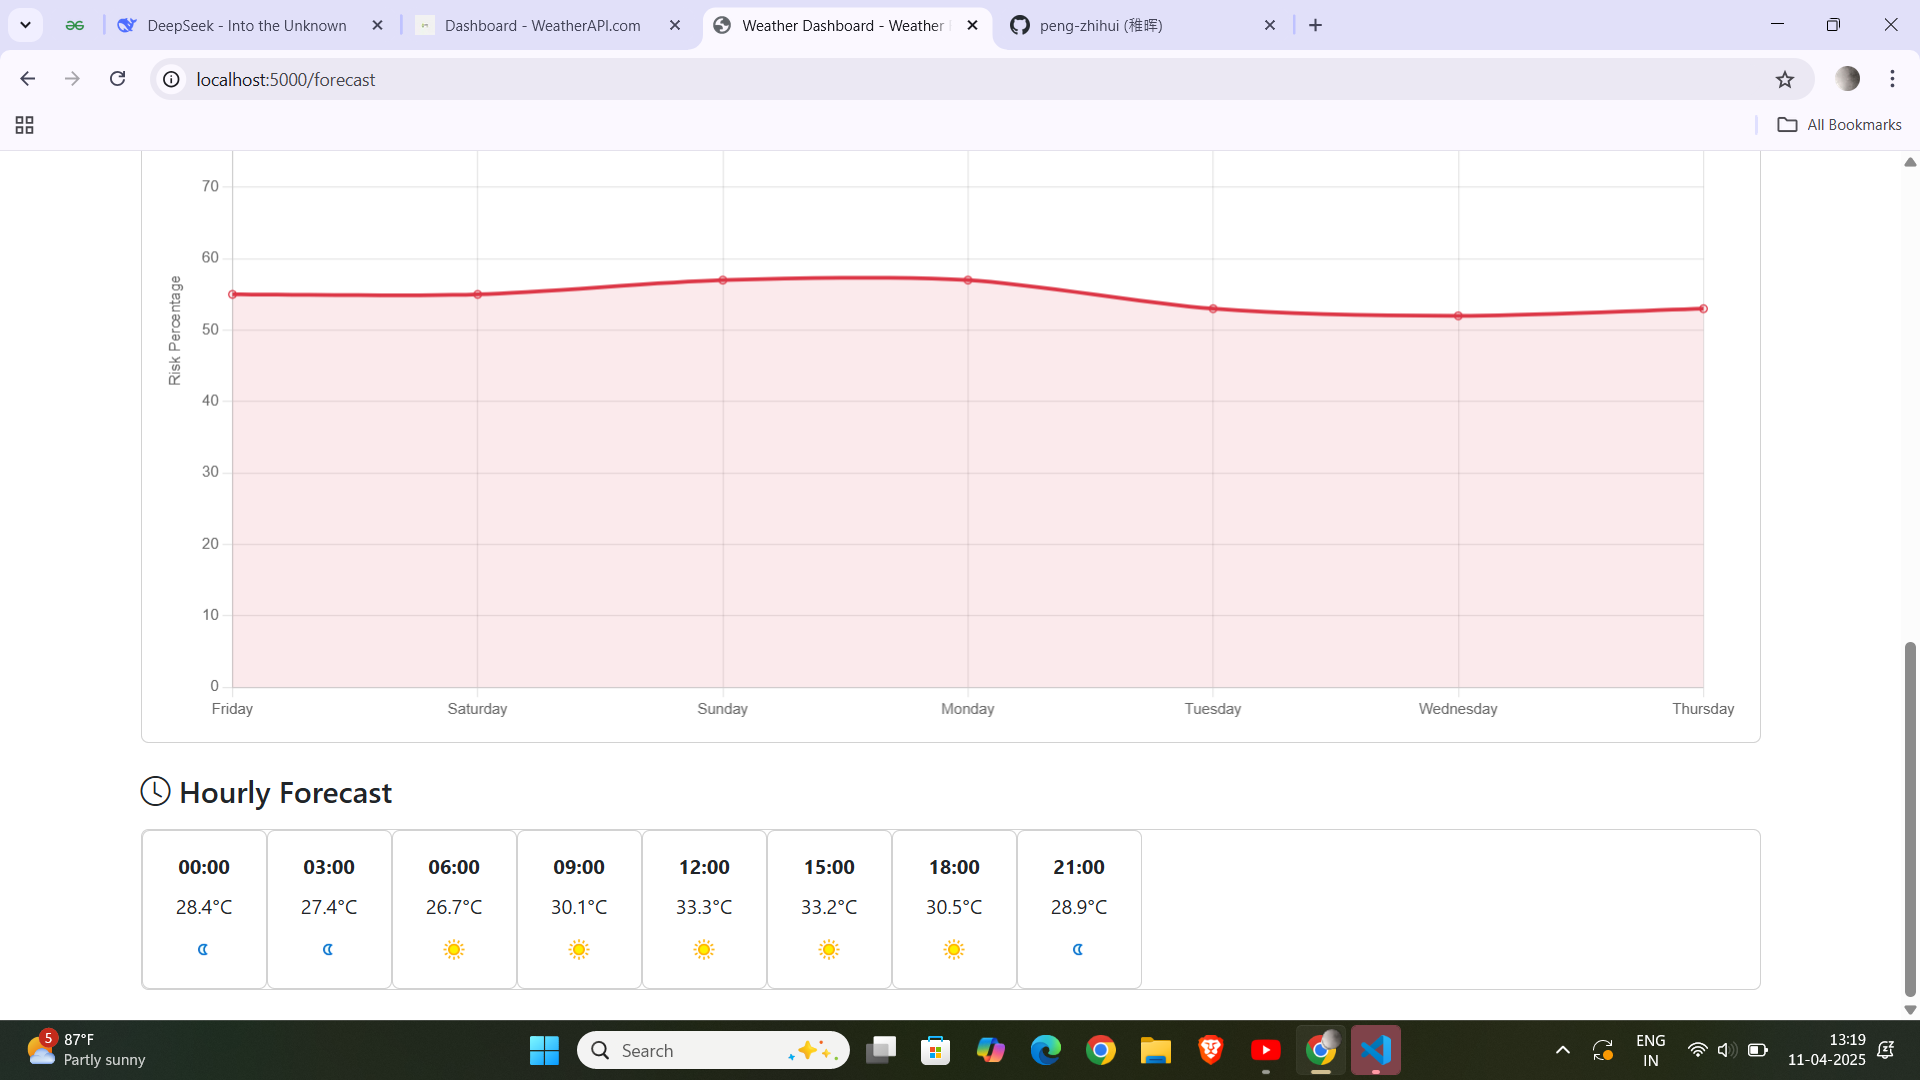 DeepSeek - Into the Unknown
Dashboard - WeatherAPI.com
Weather Dashboard - Weather
peng-zhihui (稚晖)
localhost:5000/forecast
All Bookmarks
70
60
50
40
30
20
10
0
Risk Percentage
Friday Saturday Sunday Monday Tuesday Wednesday Thursday
Hourly Forecast
00:00 03:00 06:00 09:00 12:00 15:00 18:00 21:00
28.4°C 27.4°C 26.7°C 30.1°C 33.3°C 33.2°C 30.5°C 28.9°C
5
87°F
Partly sunny
Search
ENG
IN
13:19
11-04-2025